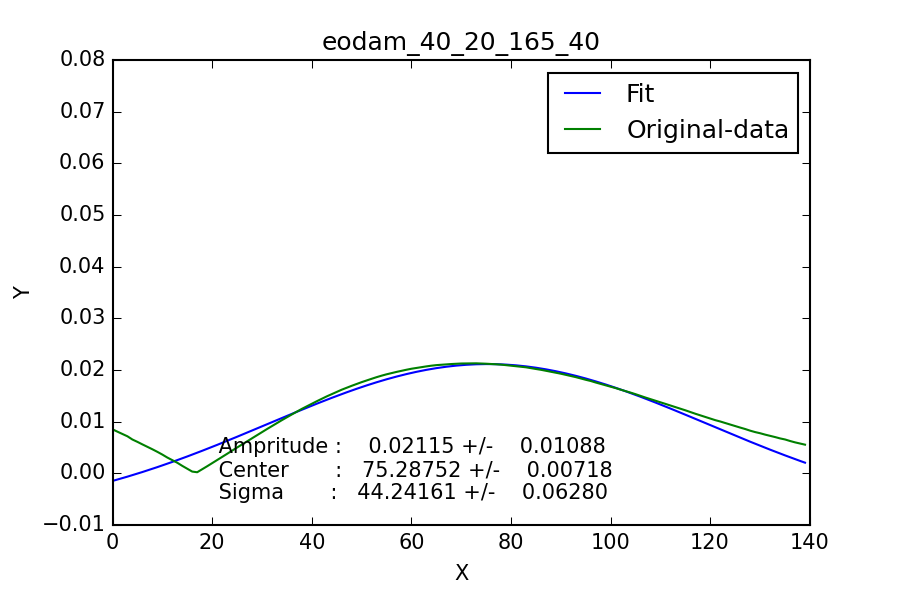 eodam_40_20_165_40
0.08
0.07
0.06
0.05
0.04
0.03
0.02
0.01
0.00
−0.01
Y
Fit
Original-data
Ampritude : 0.02115 +/- 0.01088
Center : 75.28752 +/- 0.00718
Sigma : 44.24161 +/- 0.06280
0 20 40 60 80 100 120 140
X